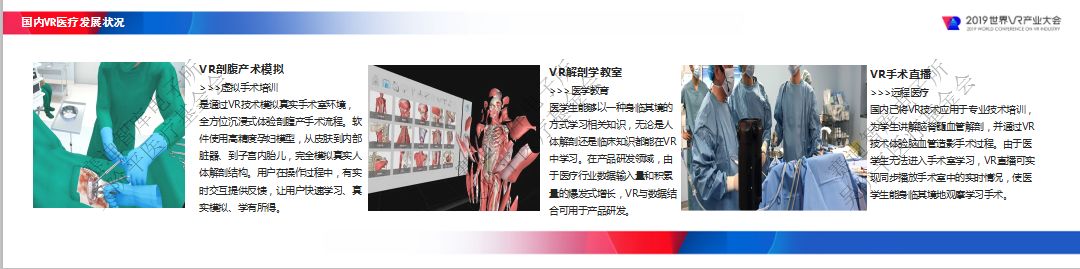 国内VR医疗发展状况
2019世界VR产业大会
2019 WORLD CONFERENCE ON VR INDUSTRY
VR剖腹产术模拟
>>>虚拟手术培训
是通过VR技术模拟真实手术室环境，
全方位沉浸式体验剖腹产手术流程。软
件使用高精度孕妇模型，从皮肤到内部
脏器、到子宫内胎儿，完全模拟真实人
体解剖结构。用户在操作过程中，有实
时交互提供反馈，让用户快速学习、真
实模拟、学有所得。
VR解剖学教室
>>>医学教育
医学生能够以一种身临其境的
方式学习相关知识，无论是人
体解剖还是临床知识都能在VR
中学习。在产品研发领域，由
于医疗行业数据输入量和积累
量的爆发式增长，VR与数据结
合可用于产品研发。
VR手术直播
>>>远程医疗
国内已将VR技术应用于专业技术培训，
为学生讲解脑脊髓血管解剖，并通过VR
技术体验脑血管造影手术过程。由于医
学生无法进入手术室学习，VR直播可实
现同步播放手术室中的实时情况，使医
学生能身临其境地观摩学习手术。